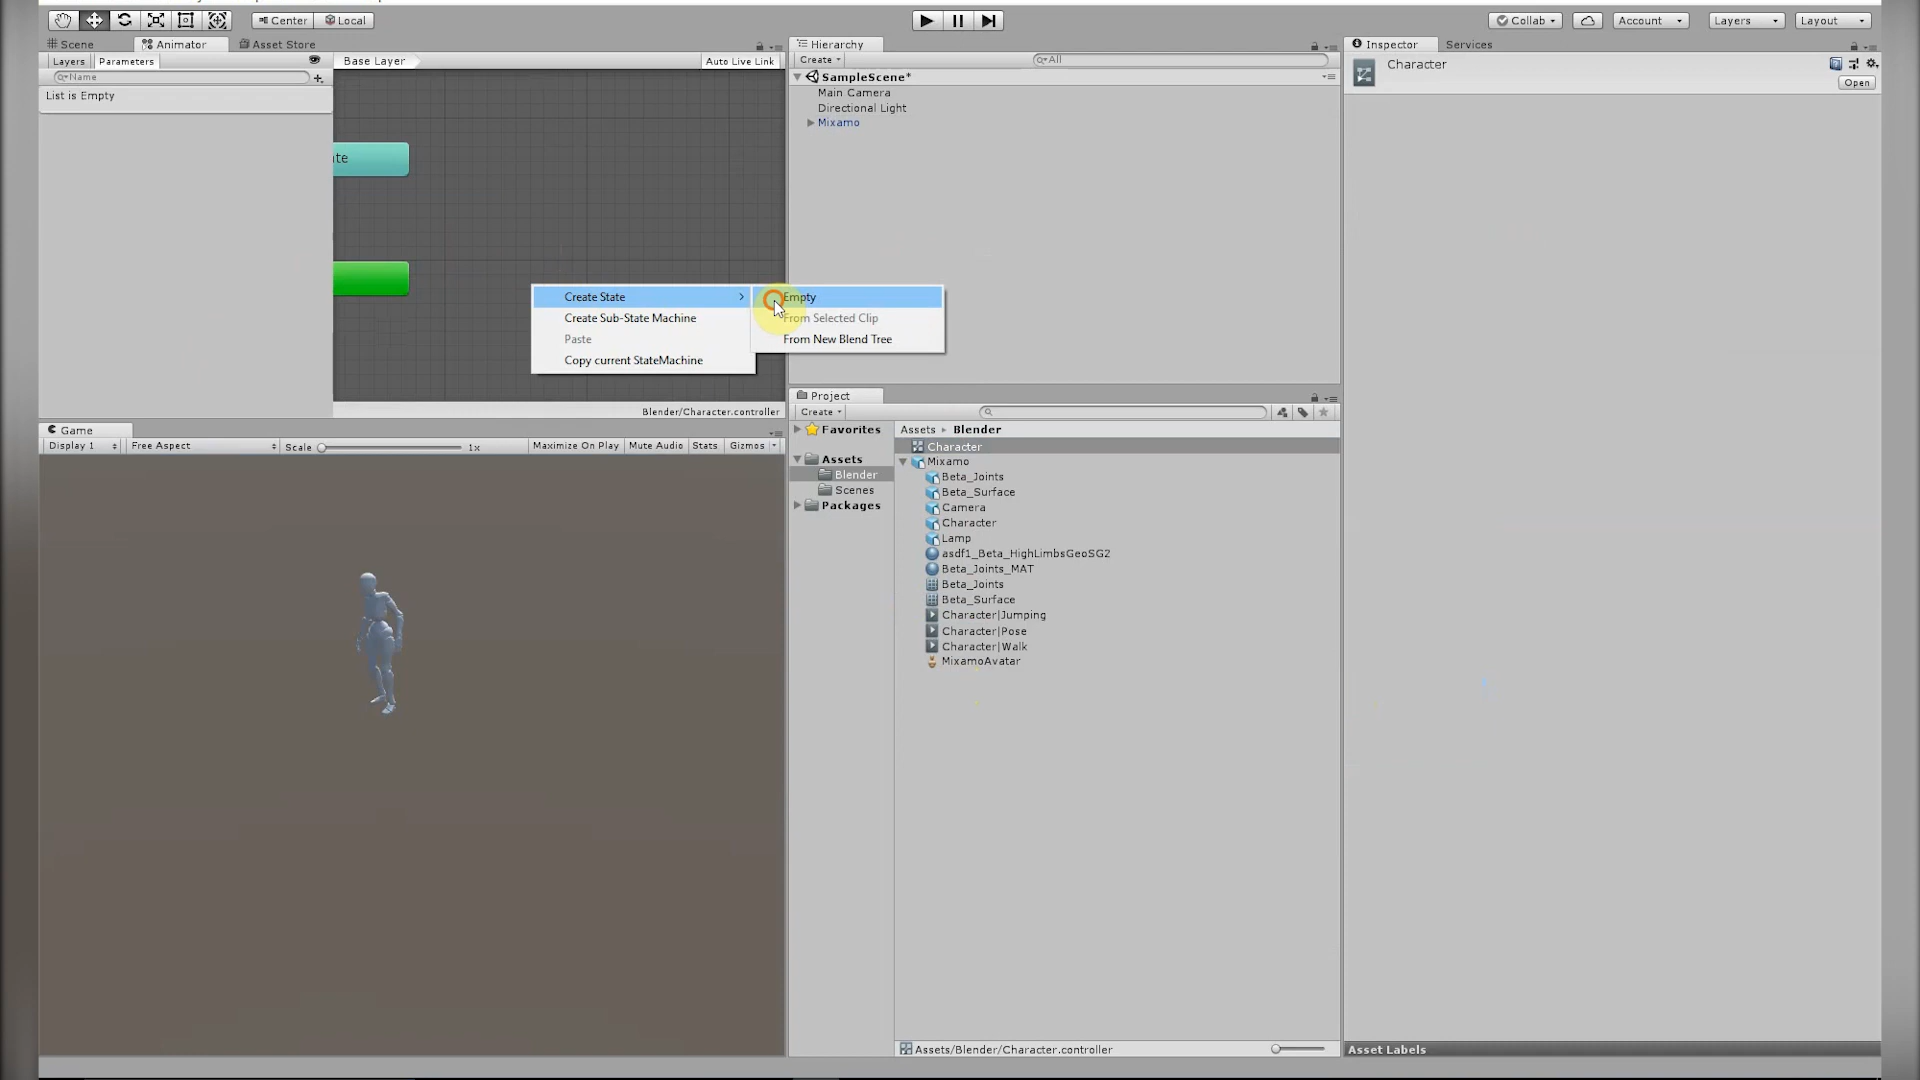 Center Local
Collab Account Layers Layout
Scene Animator Asset Store
Hierarchy
Inspector Services
Layers Parameters
Base Layer
Auto Live Link
Create
All
Character
Open
Name
SampleScene*
List is Empty
Main Camera
Directional Light
Mixamo
Create State
Create Sub-State Machine
Paste
Copy current StateMachine
Empty
From Selected Clip
From New Blend Tree
Blender/Character.controller
Project
Create
Game
Display 1 Free Aspect Scale 1x Maximize On Play Mute Audio Stats Gizmos
Favorites
Assets
Blender
Scenes
Packages
Assets Blender
Character
Mixamo
Beta_Joints
Beta_Surface
Camera
Character
Lamp
asdf1_Beta_HighLimbsGeoSG2
Beta_Joints_MAT
Beta_Joints
Beta_Surface
Character|Jumping
Character|Pose
Character|Walk
MixamoAvatar
Assets/Blender/Character.controller
Asset Labels